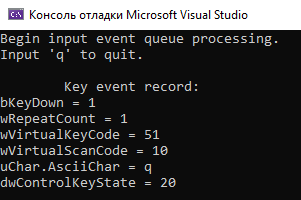 Консоль отладки Microsoft Visual Studio
Begin input event queue processing.
Input 'q' to quit.
Key event record:
bKeyDown = 1
wRepeatCount = 1
wVirtualKeyCode = 51
wVirtualScanCode = 10
uChar.AsciiChar = q
dwControlKeyState = 20